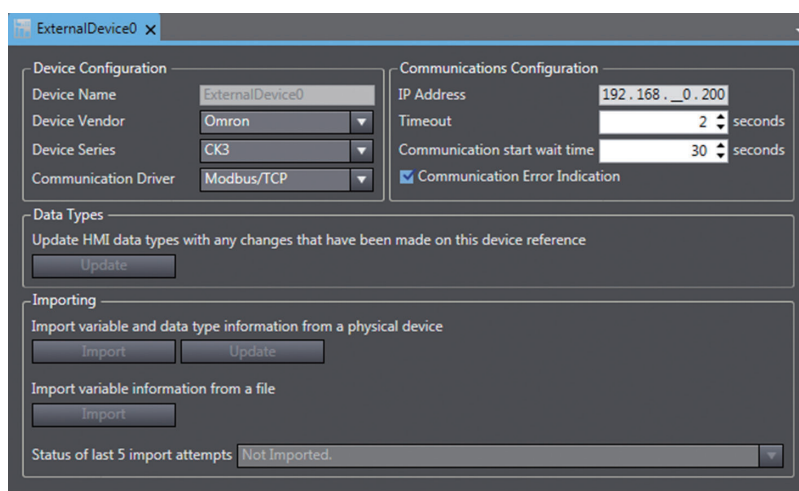 ExternalDevice0
Device Configuration
Device Name ExternalDevice0
Device Vendor Omron
Device Series CK3
Communication Driver Modbus/TCP
Communications Configuration
IP Address 192.168.__0.200
Timeout 2 seconds
Communication start wait time 30 seconds
Communication Error Indication
Data Types
Update HMI data types with any changes that have been made on this device reference
Update
Importing
Import variable and data type information from a physical device
Import Update
Import variable information from a file
Import
Status of last 5 import attempts Not Imported.